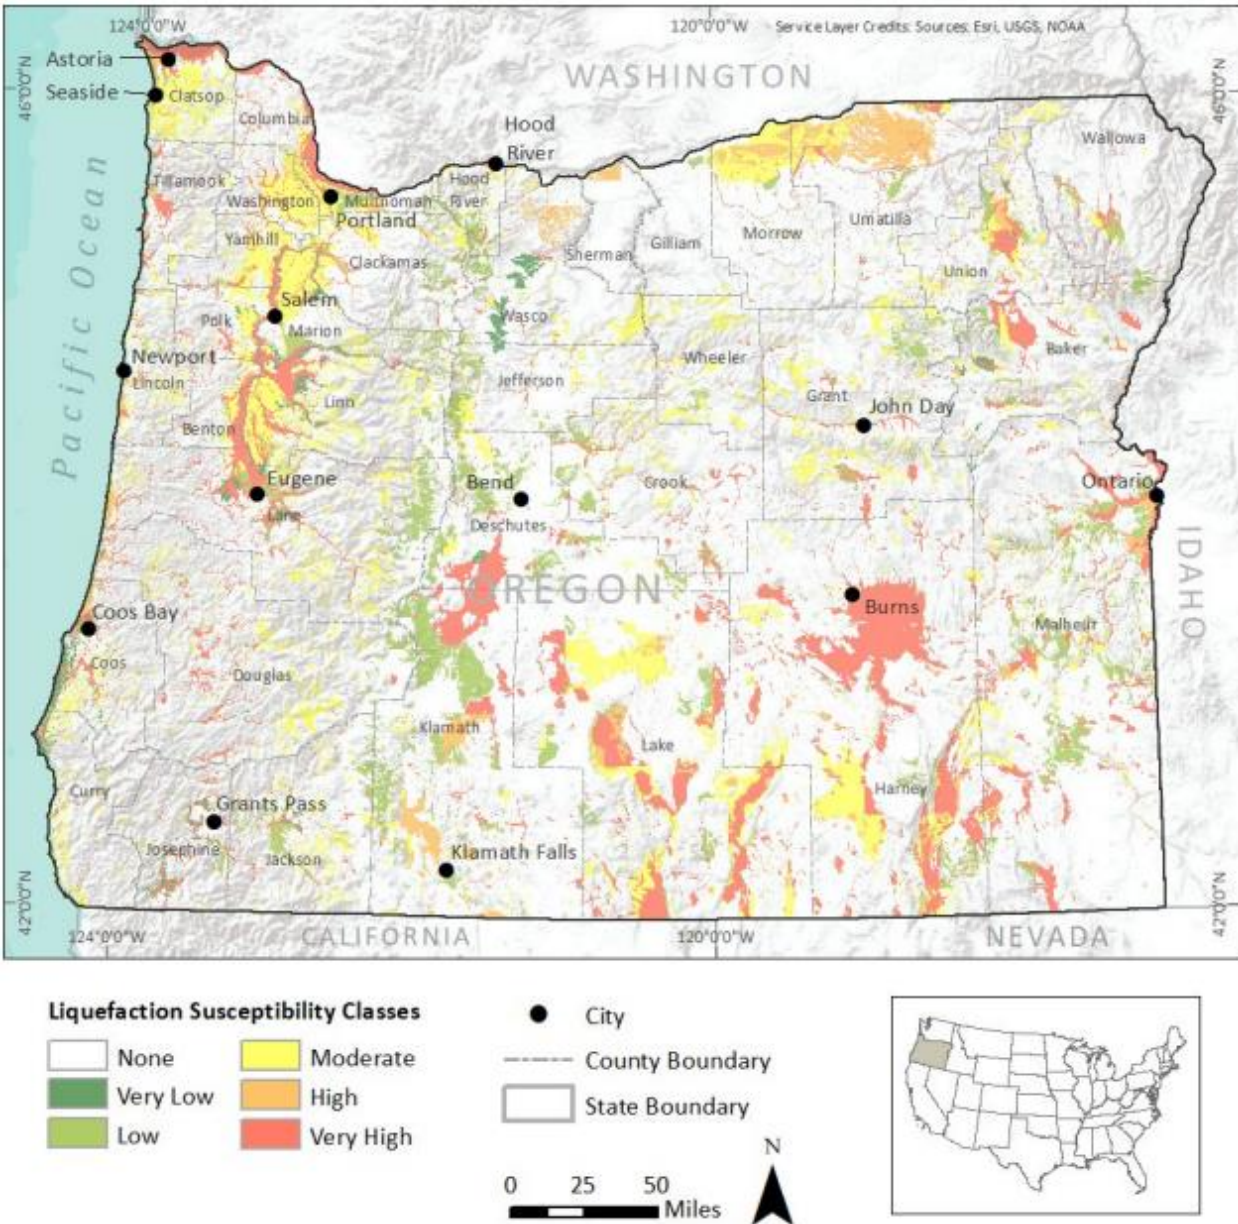 124°0'0"W
120°0'0"W
Service Layer Credits: Sources: Esri, USGS, NOAA
Astoria
WASHINGTON
46°0'0"N
46°0'0"N
Seaside
Clatsop
Columbia
Hood
River
Wallowa
Tillamook
Hood
River
Washington
Multnomah
Portland
Umatilla
Morrow
Gilliam
Sherman
Yamhill
Clackamas
Union
Pacific Ocean
Salem
Polk
Marion
Wasco
Baker
Newport
Lincoln
Wheeler
Jefferson
Linn
Grant
John Day
Benton
Eugene
Lane
Bend
Deschutes
Crook
Ontario
IDAHO
OREGON
Burns
Coos Bay
Coos
Malheur
Douglas
Klamath
Lake
Harney
Curry
Grants Pass
Josephine
Jackson
Klamath Falls
42°0'0"N
42°0'0"N
124°0'0"W
CALIFORNIA
120°0'0"W
NEVADA
Liquefaction Susceptibility Classes
None
Very Low
Low
Moderate
High
Very High
City
County Boundary
State Boundary
0 25 50
Miles
N